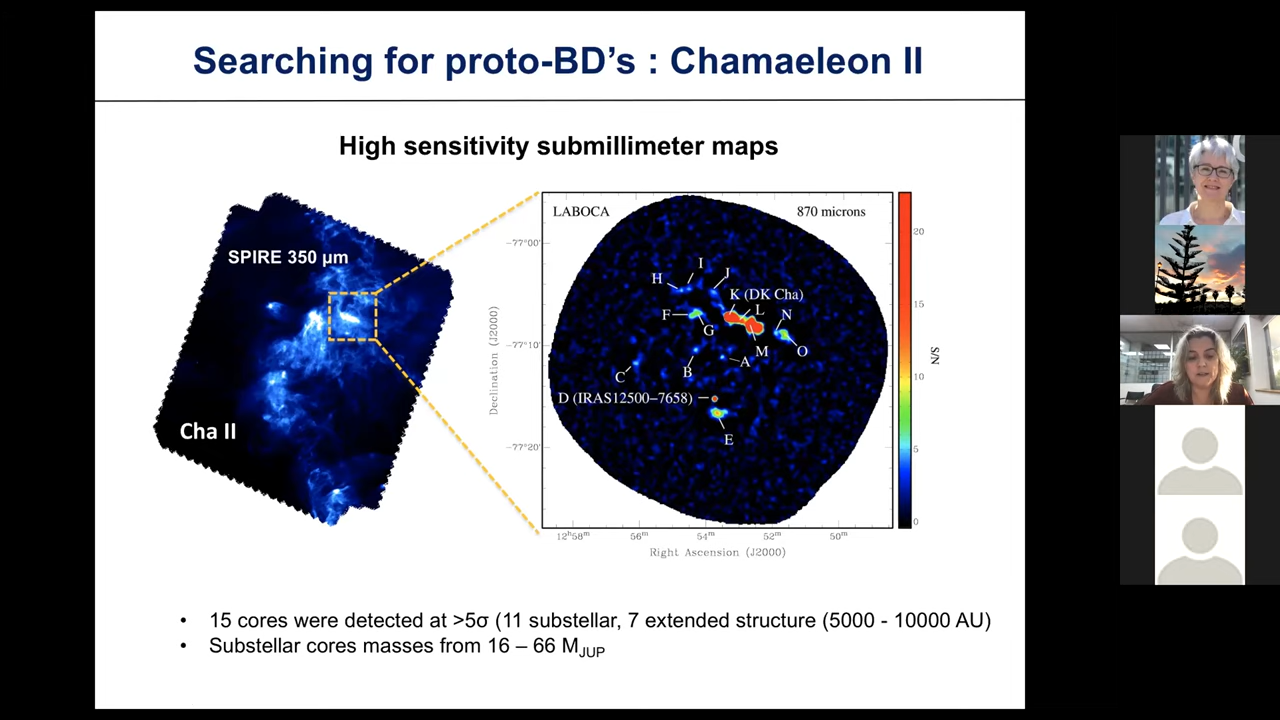 Searching for proto-BD's : Chamaeleon II
High sensitivity submillimeter maps
SPIRE 350 µm
Cha II
LABOCA
870 microns
-77°00'
-77°10'
-77°20'
Declination (J2000)
H
I
J
K (DK Cha)
L
F
G
N
M
O
A
B
C
D (IRAS12500-7658)
E
12ʰ58ᵐ
56ᵐ
54ᵐ
52ᵐ
50ᵐ
Right Ascension (J2000)
20
15
10
5
0
S/N
• 15 cores were detected at >5σ (11 substellar, 7 extended structure (5000 - 10000 AU)
• Substellar cores masses from 16 – 66 M_JUP